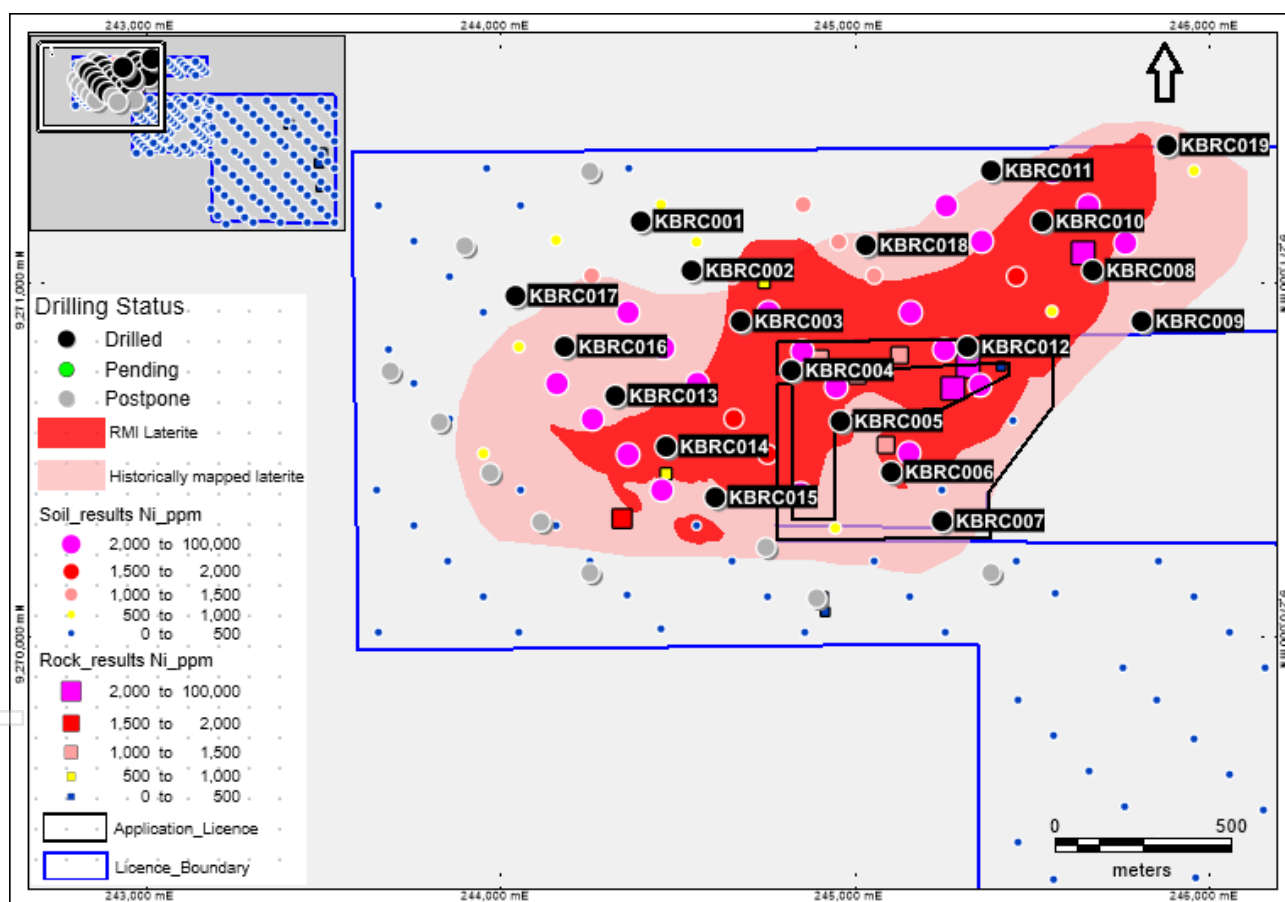 243,000 mE
244,000 mE
245,000 mE
246,000 mE
KBRC019
KBRC011
KBRC001
KBRC010
KBRC018
KBRC002
KBRC008
9,271,000 mN
KBRC017
KBRC003
KBRC009
KBRC016
KBRC012
KBRC004
KBRC013
KBRC005
KBRC014
KBRC006
KBRC015
KBRC007
Drilling Status
Drilled
Pending
Postpone
RMI Laterite
Historically mapped laterite
Soil_results Ni_ppm
2,000 to 100,000
1,500 to 2,000
1,000 to 1,500
500 to 1,000
0 to 500
9,270,000 mN
Rock_results Ni_ppm
2,000 to 100,000
1,500 to 2,000
1,000 to 1,500
500 to 1,000
0 to 500
Application_Licence
Licence_Boundary
0 500
meters
243,000 mE
244,000 mE
245,000 mE
246,000 mE